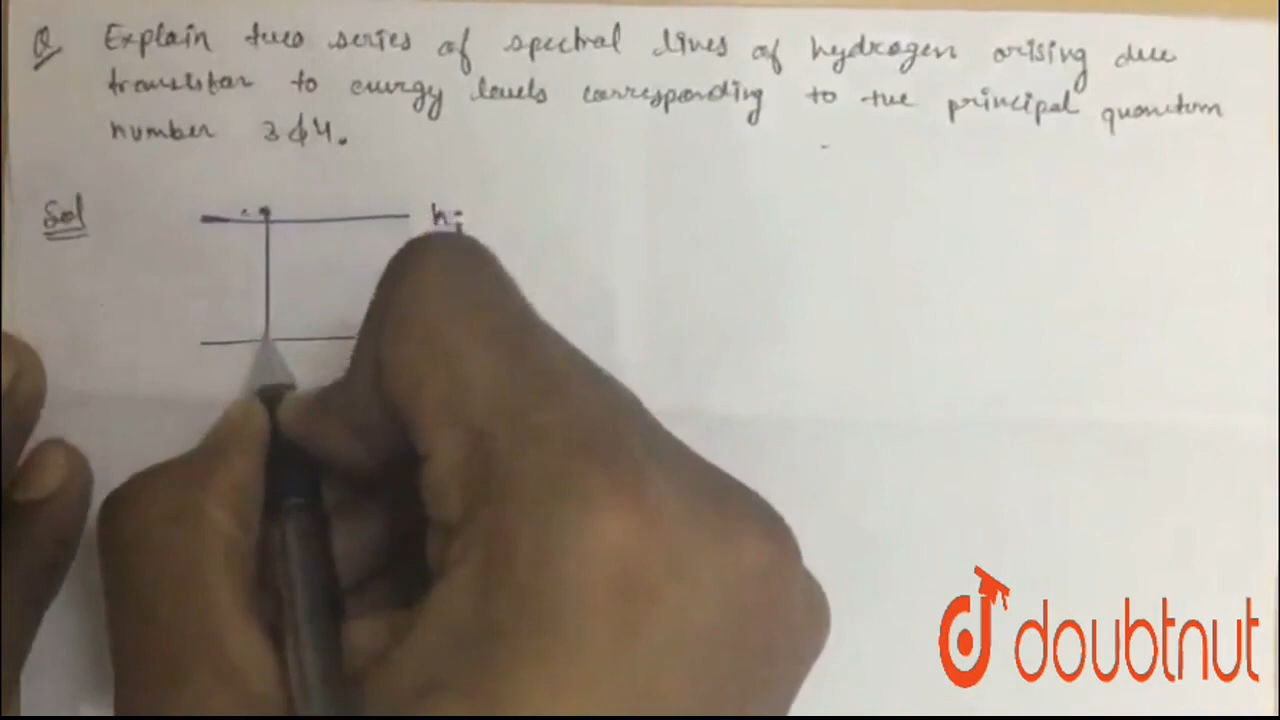 Q Explain two series of spectral lines of hydrogen arising due
to energy levels corresponding to the principal quantum
number 3 & 4.
Sol
ni
doubtnut